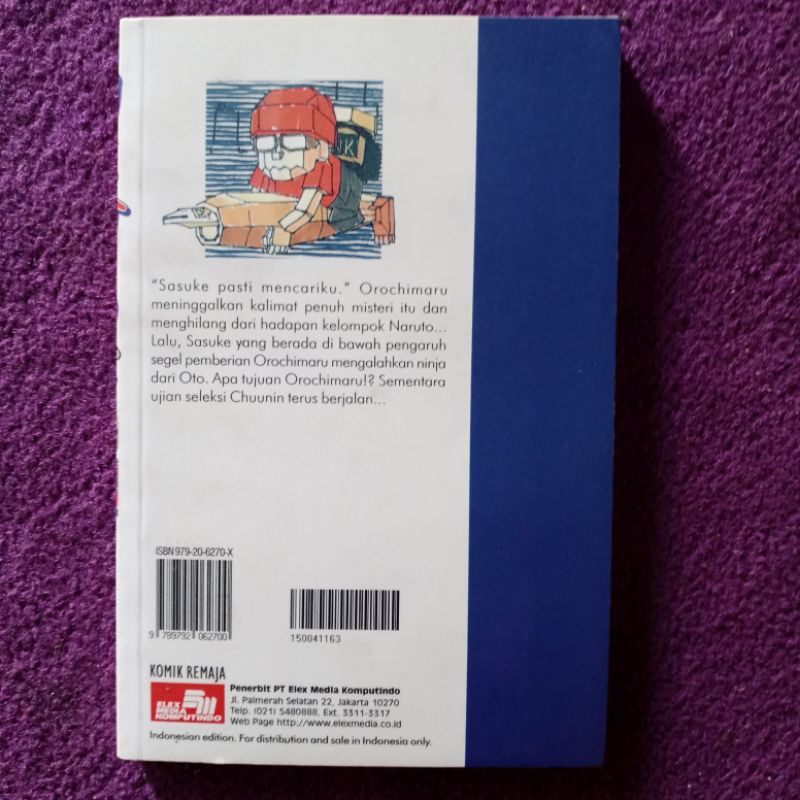 JK
"Sasuke pasti mencariku." Orochimaru
meninggalkan kalimat penuh misteri itu dan
menghilang dari hadapan kelompok Naruto...
Lalu, Sasuke yang berada di bawah pengaruh
segel pemberian Orochimaru mengalahkan ninja
dari Oto. Apa tujuan Orochimaru!? Sementara
ujian seleksi Chuunin terus berjalan...
ISBN 979-20-6270-X
9 789792 062700
150041163
KOMIK REMAJA
ELEX
MEDIA
KOMPUTINDO
Penerbit PT Elex Media Komputindo
Jl. Palmerah Selatan 22, Jakarta 10270
Telp. (021) 5480888, Ext. 3311-3317
Web Page http://www.elexmedia.co.id
Indonesian edition. For distribution and sale in Indonesia only.